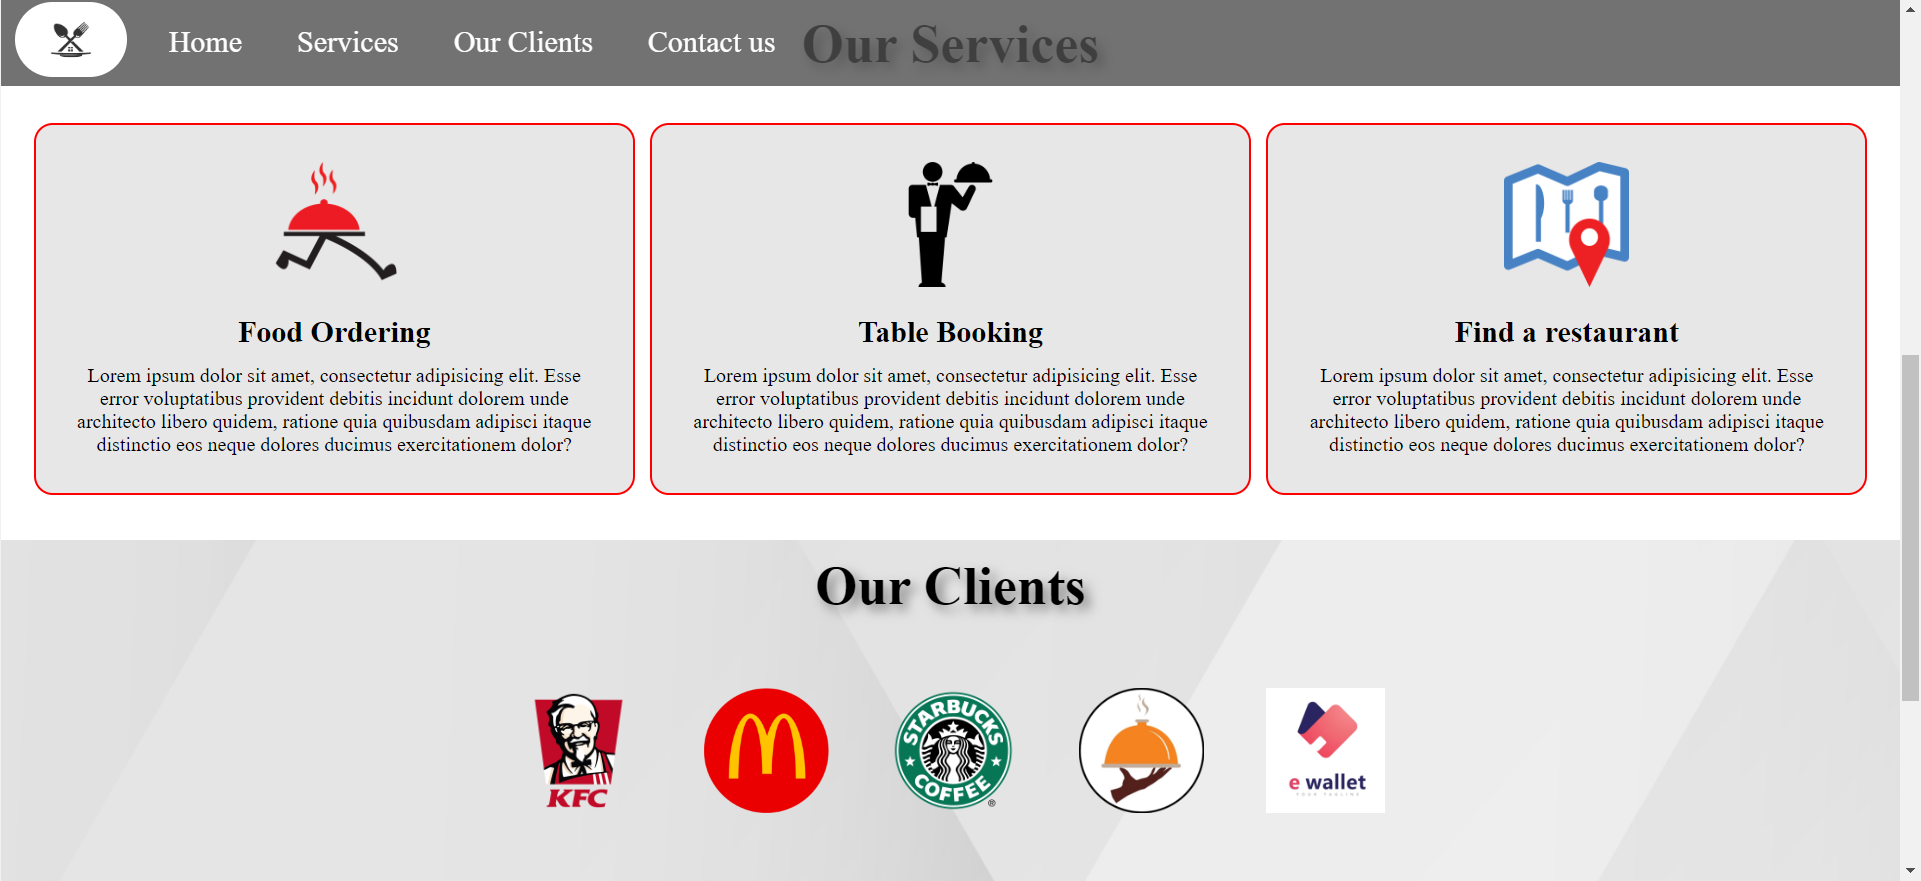 Home Services Our Clients Contact us Our Services
Food Ordering
Lorem ipsum dolor sit amet, consectetur adipisicing elit. Esse
error voluptatibus provident debitis incidunt dolorem unde
architecto libero quidem, ratione quia quibusdam adipisci itaque
distinctio eos neque dolores ducimus exercitationem dolor?
Table Booking
Lorem ipsum dolor sit amet, consectetur adipisicing elit. Esse
error voluptatibus provident debitis incidunt dolorem unde
architecto libero quidem, ratione quia quibusdam adipisci itaque
distinctio eos neque dolores ducimus exercitationem dolor?
Find a restaurant
Lorem ipsum dolor sit amet, consectetur adipisicing elit. Esse
error voluptatibus provident debitis incidunt dolorem unde
architecto libero quidem, ratione quia quibusdam adipisci itaque
distinctio eos neque dolores ducimus exercitationem dolor?
Our Clients
KFC
STARBUCKS
COFFEE
®
e wallet
YOUR TAGLINE